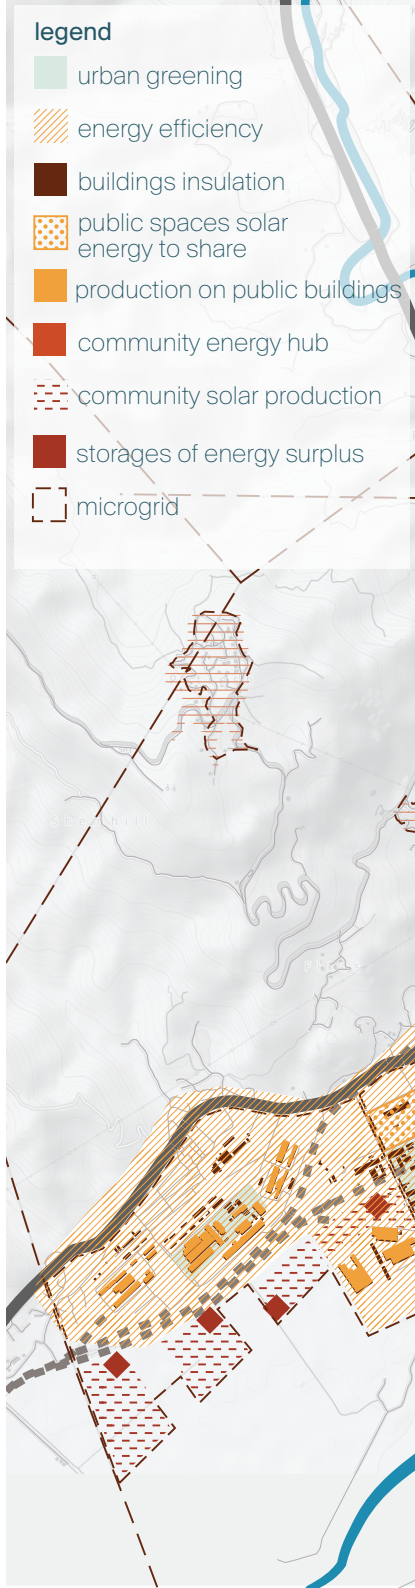 legend
urban greening
energy efficiency
buildings insulation
public spaces solar
energy to share
production on public buildings
community energy hub
community solar production
storages of energy surplus
microgrid